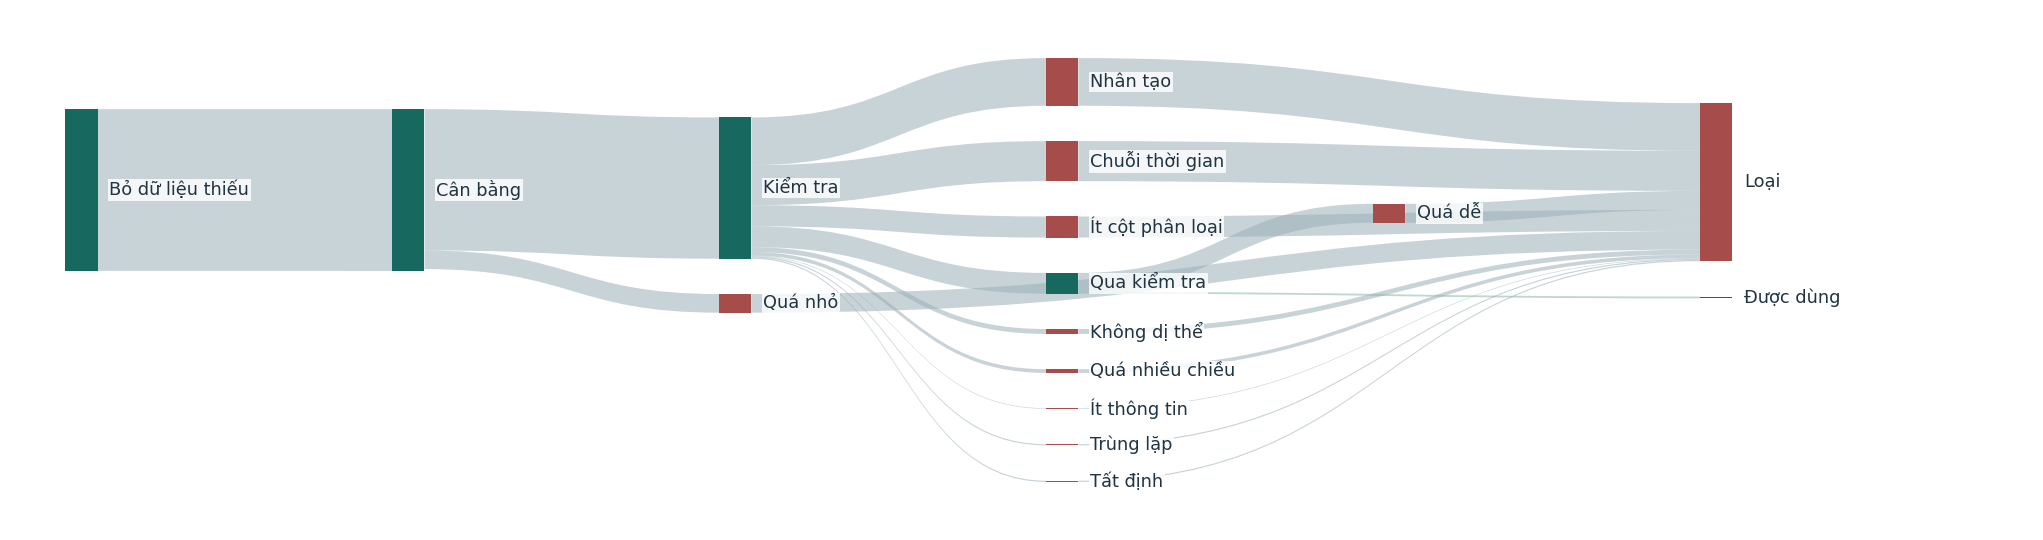 Bỏ dữ liệu thiếu
Cân bằng
Kiểm tra
Quá nhỏ
Nhân tạo
Chuỗi thời gian
Ít cột phân loại
Qua kiểm tra
Không dị thể
Quá nhiều chiều
Ít thông tin
Trùng lặp
Tất định
Quá dễ
Loại
Được dùng